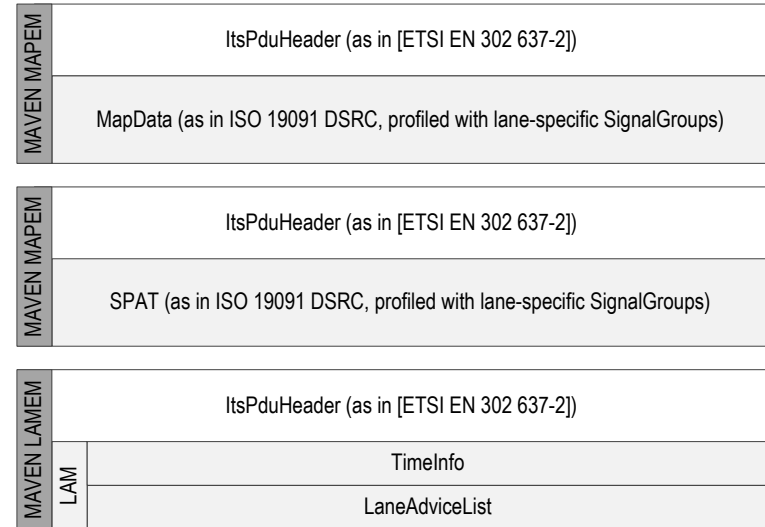 MAVEN MAPEM
ItsPduHeader (as in [ETSI EN 302 637-2])
MapData (as in ISO 19091 DSRC, profiled with lane-specific SignalGroups)
MAVEN MAPEM
ItsPduHeader (as in [ETSI EN 302 637-2])
SPAT (as in ISO 19091 DSRC, profiled with lane-specific SignalGroups)
MAVEN LAMEM
ItsPduHeader (as in [ETSI EN 302 637-2])
LAM
TimeInfo
LaneAdviceList